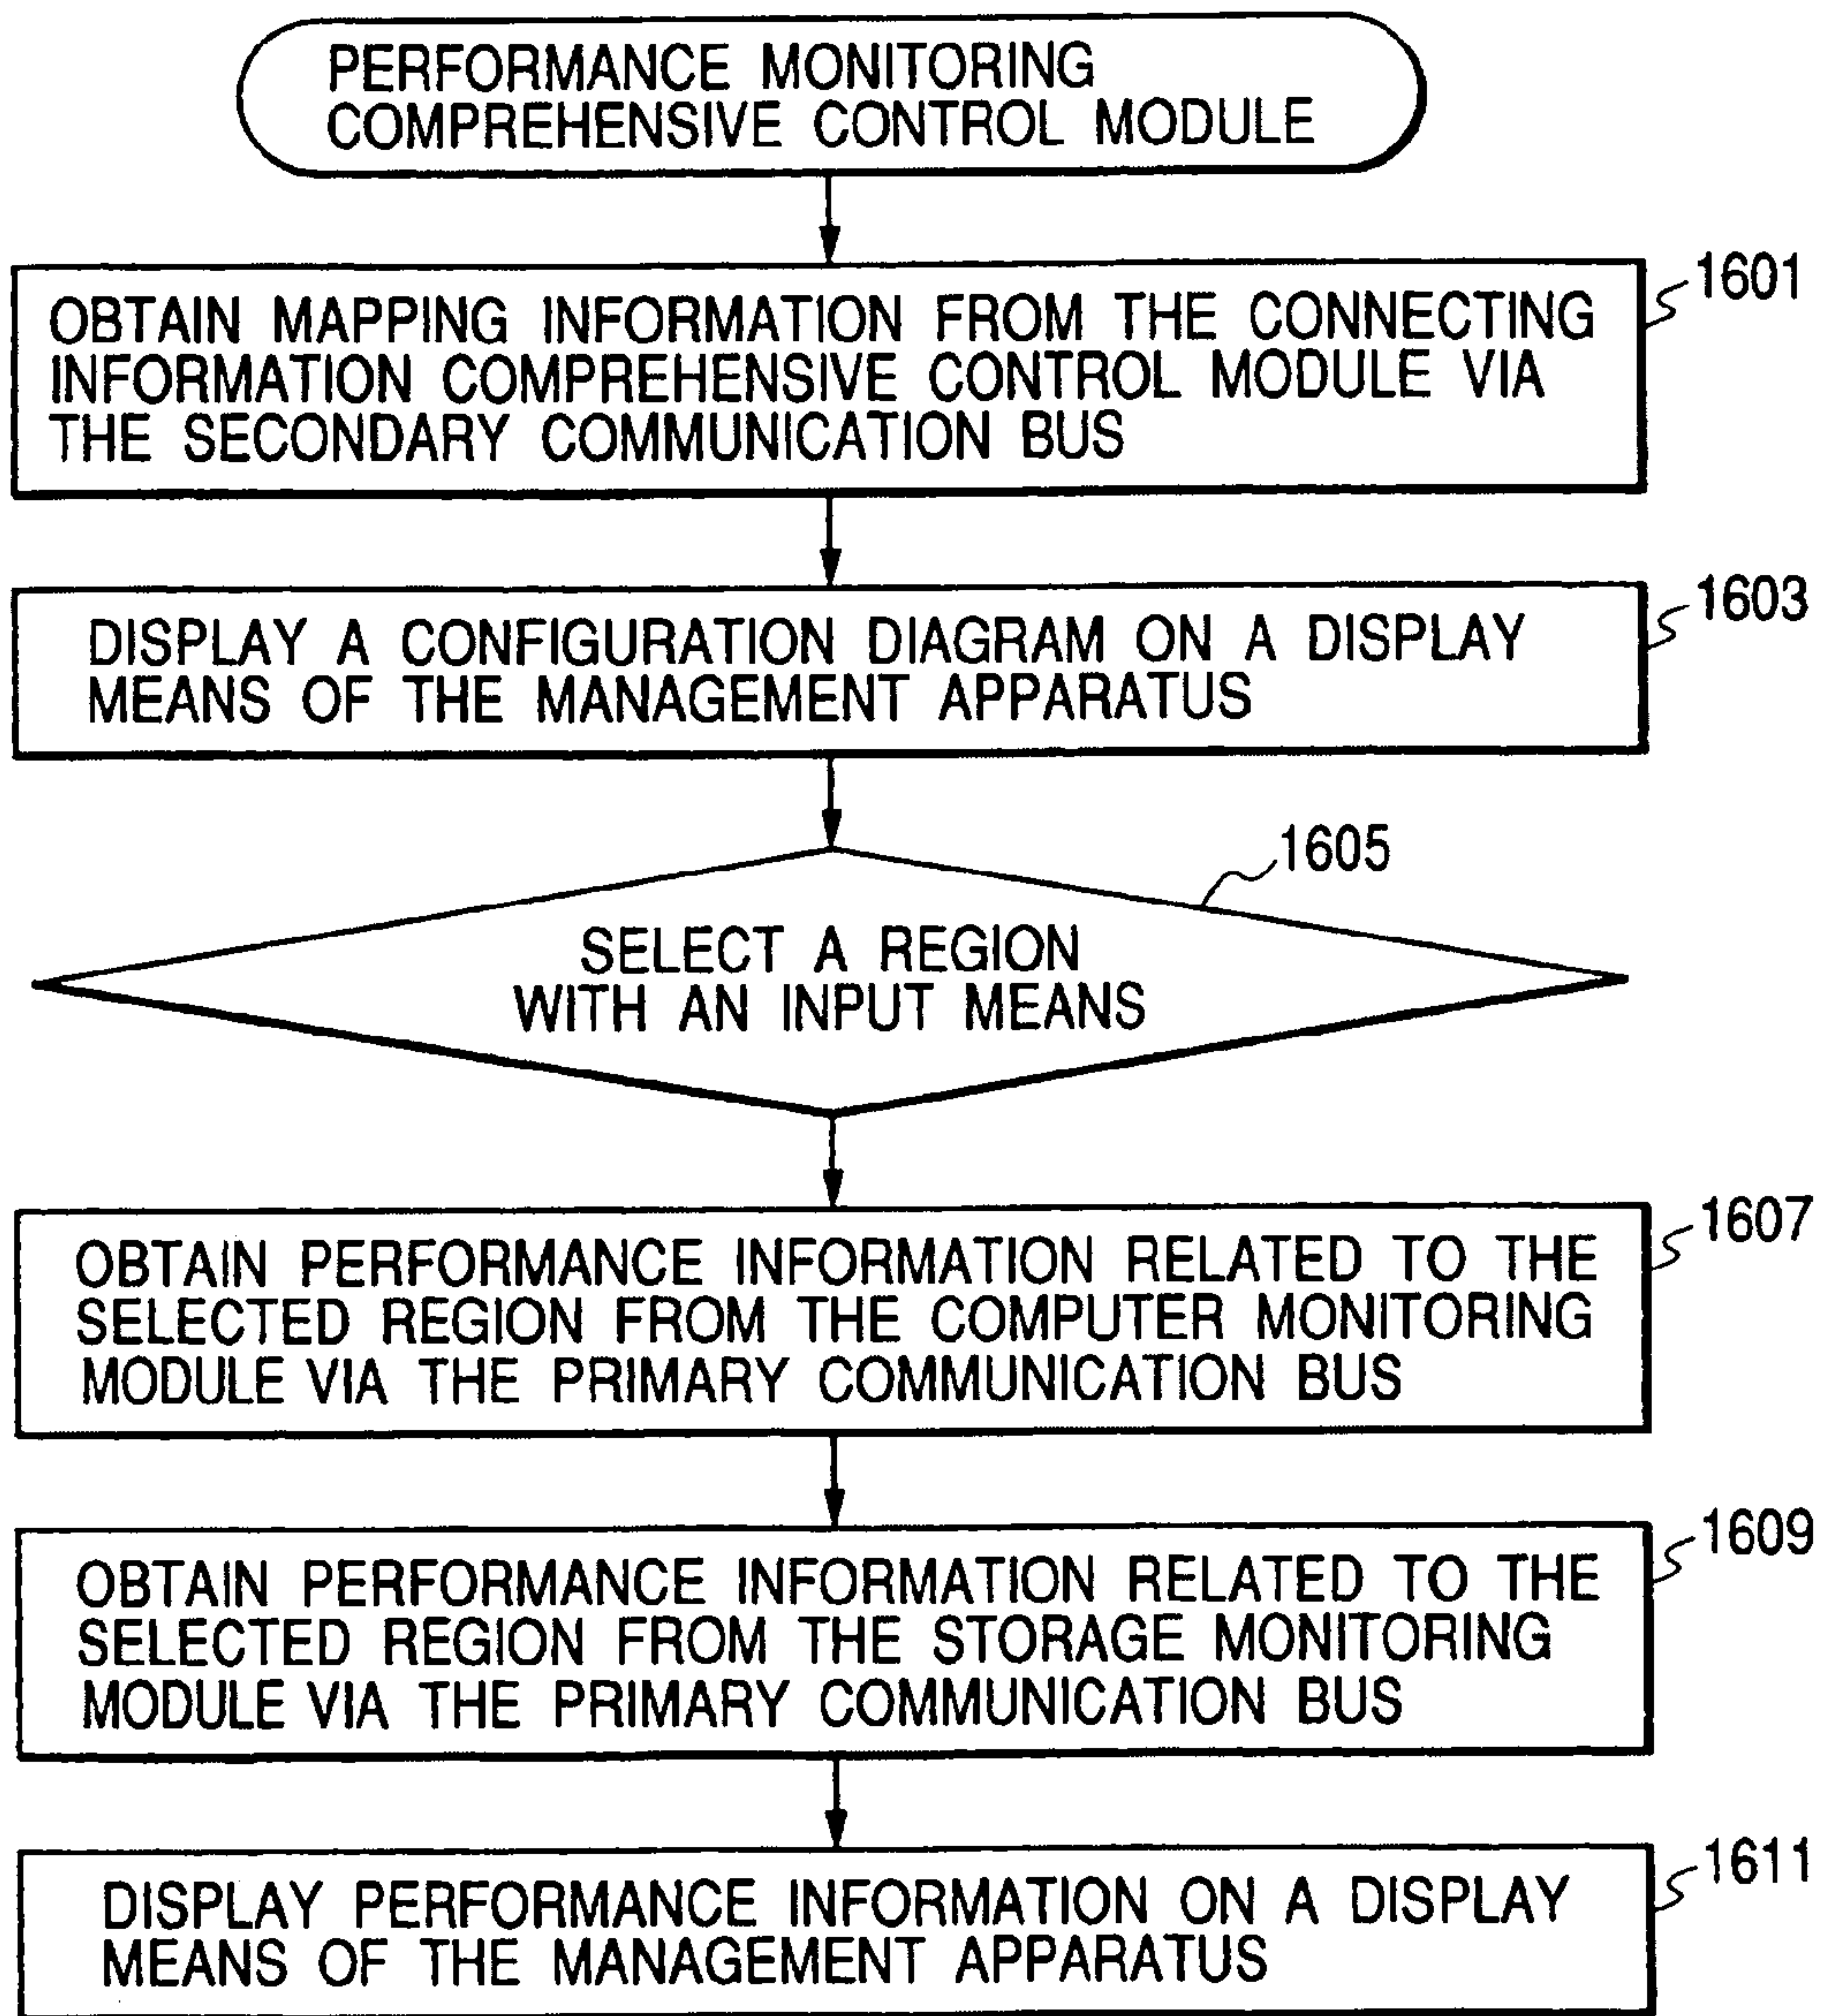 PERFORMANCE MONITORING
COMPREHENSIVE CONTROL MODULE
1601
OBTAIN MAPPING INFORMATION FROM THE CONNECTING
INFORMATION COMPREHENSIVE CONTROL MODULE VIA
THE SECONDARY COMMUNICATION BUS
1603
DISPLAY A CONFIGURATION DIAGRAM ON A DISPLAY
MEANS OF THE MANAGEMENT APPARATUS
1605
SELECT A REGION
WITH AN INPUT MEANS
1607
OBTAIN PERFORMANCE INFORMATION RELATED TO THE
SELECTED REGION FROM THE COMPUTER MONITORING
MODULE VIA THE PRIMARY COMMUNICATION BUS
1609
OBTAIN PERFORMANCE INFORMATION RELATED TO THE
SELECTED REGION FROM THE STORAGE MONITORING
MODULE VIA THE PRIMARY COMMUNICATION BUS
1611
DISPLAY PERFORMANCE INFORMATION ON A DISPLAY
MEANS OF THE MANAGEMENT APPARATUS